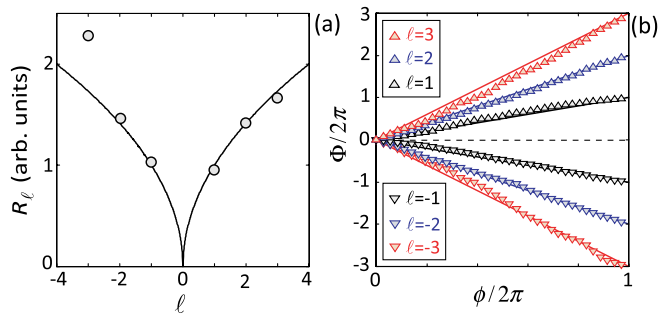 (a)
2
1
0
R_ℓ (arb. units)
-4 -2 0 2 4
ℓ
(b)
3
2
1
0
-1
-2
-3
Φ/2π
ℓ=3
ℓ=2
ℓ=1
ℓ=-1
ℓ=-2
ℓ=-3
0 1
ϕ/2π